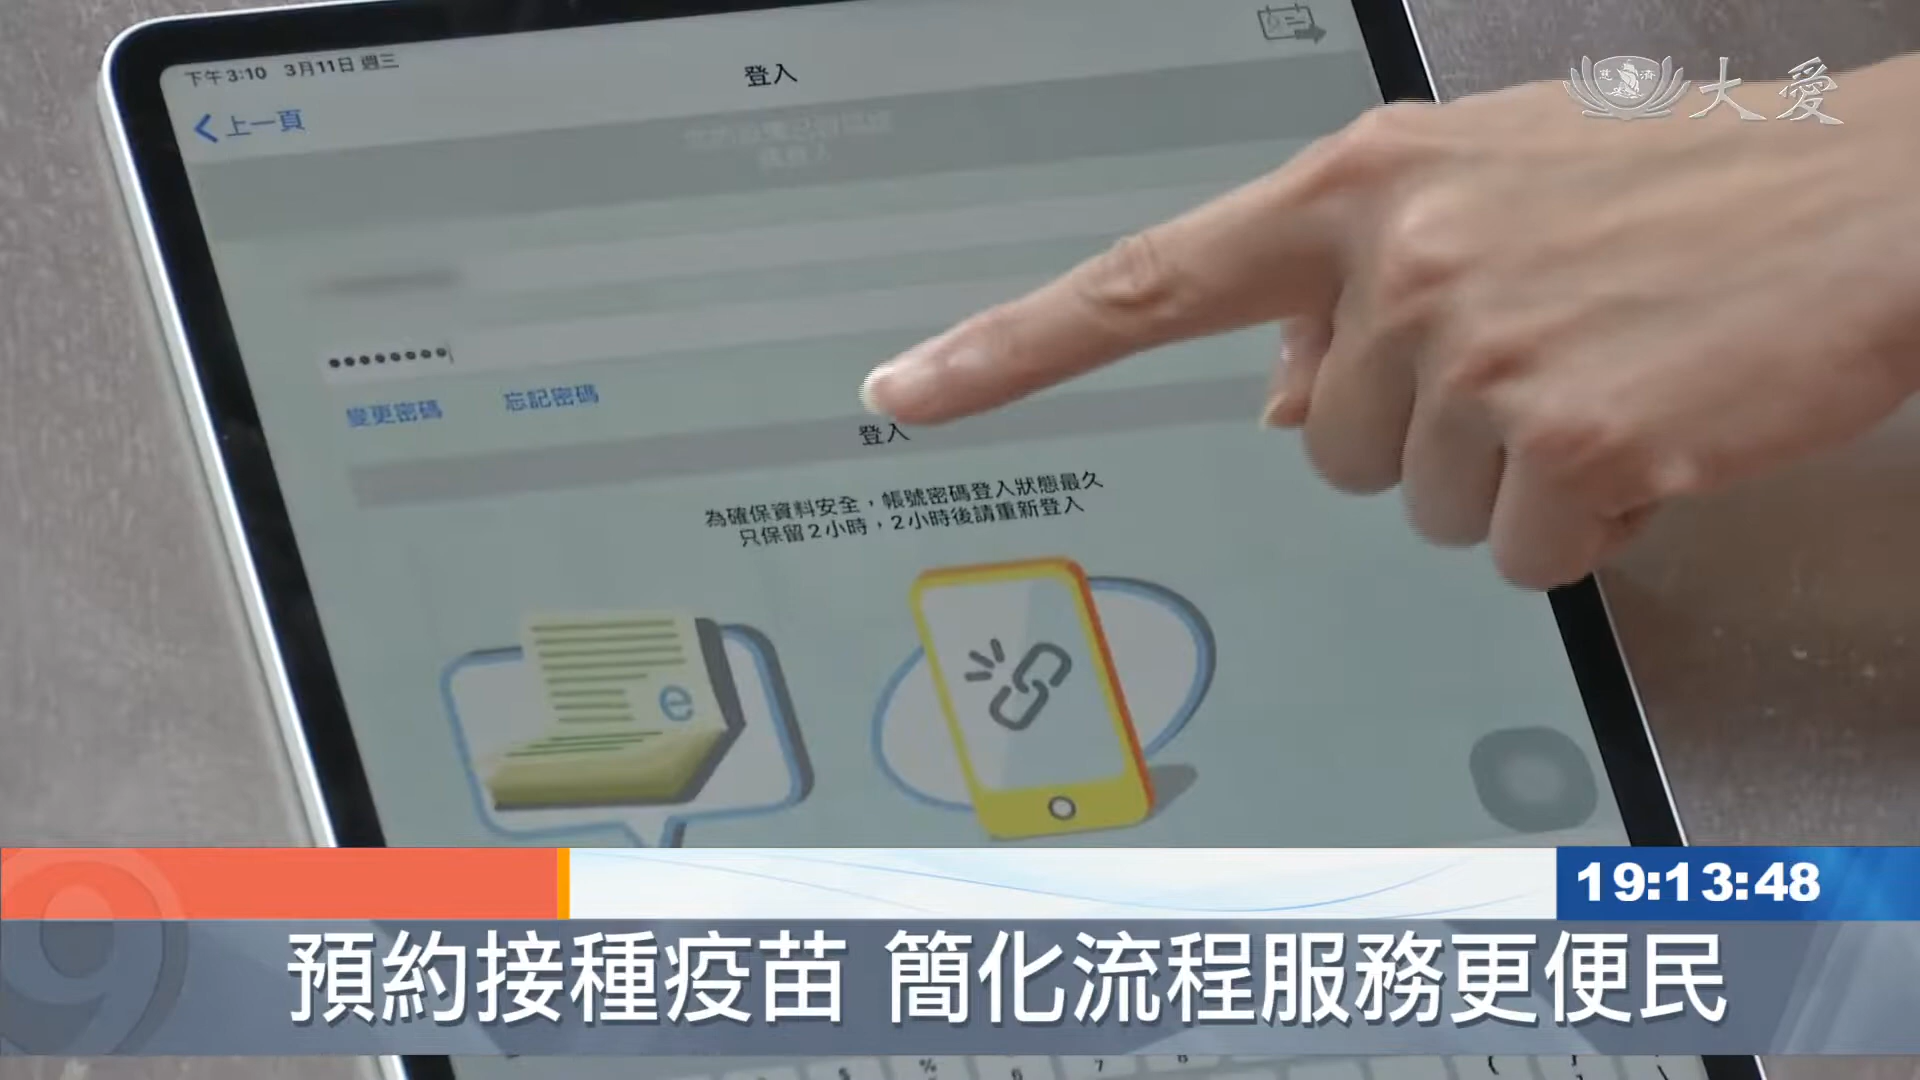 下午3:10 3月11日 週三
登入
上一頁
慈濟
大愛
變更密碼
忘記密碼
登入
為確保資料安全，帳號密碼登入狀態最久
只保留2小時，2小時後請重新登入
e
19:13:48
預約接種疫苗 簡化流程服務更便民